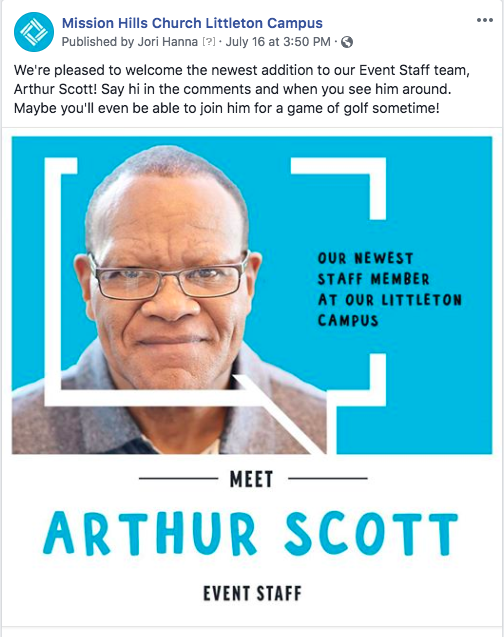 Mission Hills Church Littleton Campus
Published by Jori Hanna [?] · July 16 at 3:50 PM ·
We're pleased to welcome the newest addition to our Event Staff team,
Arthur Scott! Say hi in the comments and when you see him around.
Maybe you'll even be able to join him for a game of golf sometime!
OUR NEWEST
STAFF MEMBER
AT OUR LITTLETON
CAMPUS
MEET
ARTHUR SCOTT
EVENT STAFF